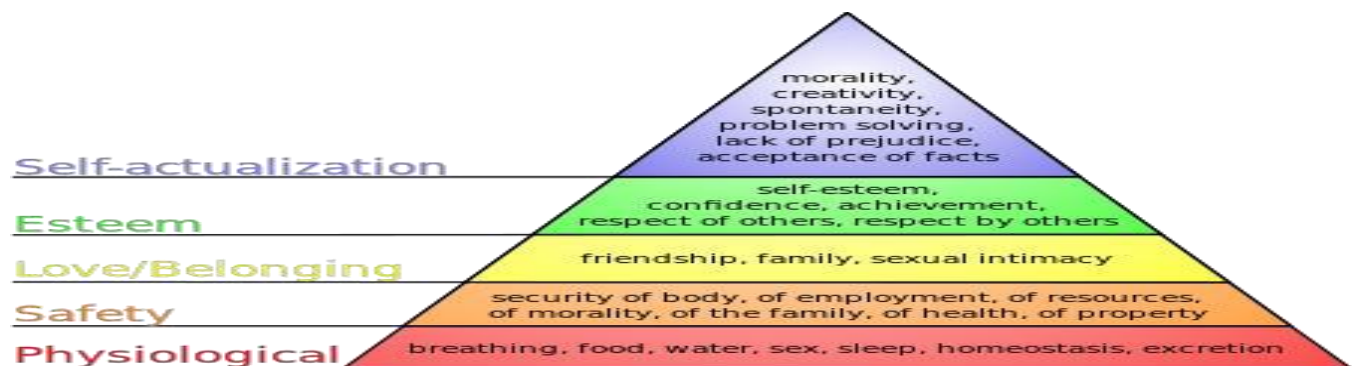 morality,
creativity,
spontaneity,
problem solving,
lack of prejudice,
acceptance of facts
Self-actualization
self-esteem,
confidence, achievement,
respect of others, respect by others
Esteem
friendship, family, sexual intimacy
Love/Belonging
security of body, of employment, of resources,
of morality, of the family, of health, of property
Safety
breathing, food, water, sex, sleep, homeostasis, excretion
Physiological